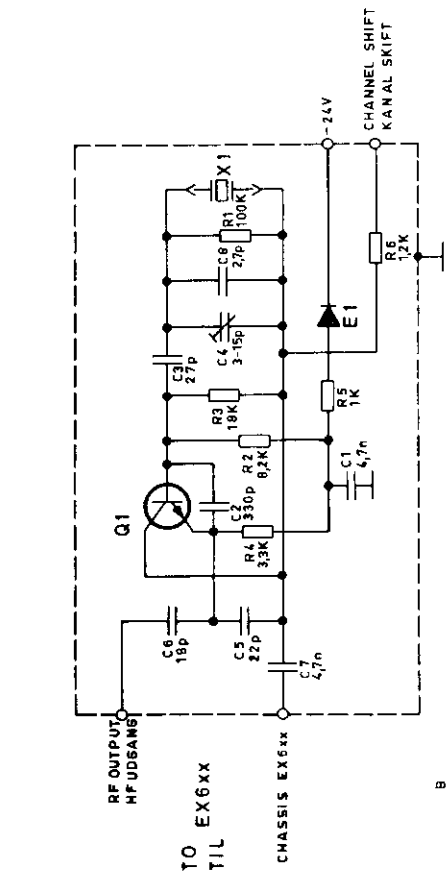 RF OUTPUT
HF UDGANG
TO EX6xx
TIL
CHASSIS EX6xx
C6
18p
C5
22p
C7
4,7n
Q1
C2
330p
R4
3,3K
C3
27p
R3
18K
R2
8,2K
C1
4,7n
R5
1K
E1
C4
3-15p
C8
2,7p
R1
100K
X1
R6
1,2K
-24V
CHANNEL SHIFT
KANAL SKIFT
B